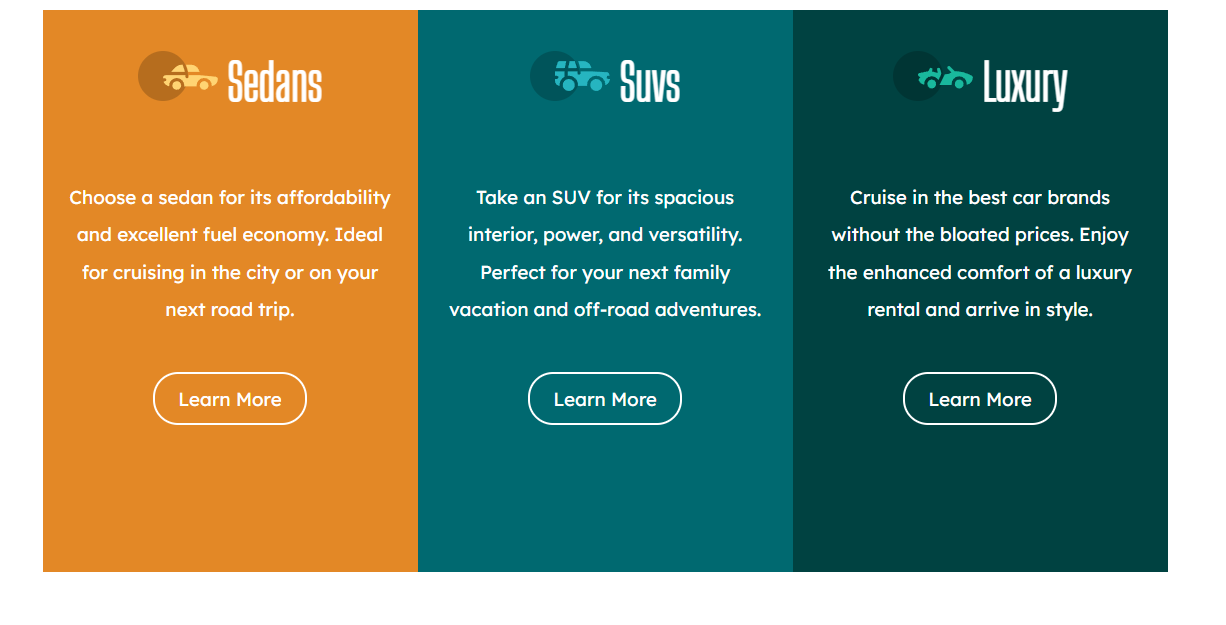 Sedans
Choose a sedan for its affordability
and excellent fuel economy. Ideal
for cruising in the city or on your
next road trip.
Learn More
Suvs
Take an SUV for its spacious
interior, power, and versatility.
Perfect for your next family
vacation and off-road adventures.
Learn More
Luxury
Cruise in the best car brands
without the bloated prices. Enjoy
the enhanced comfort of a luxury
rental and arrive in style.
Learn More